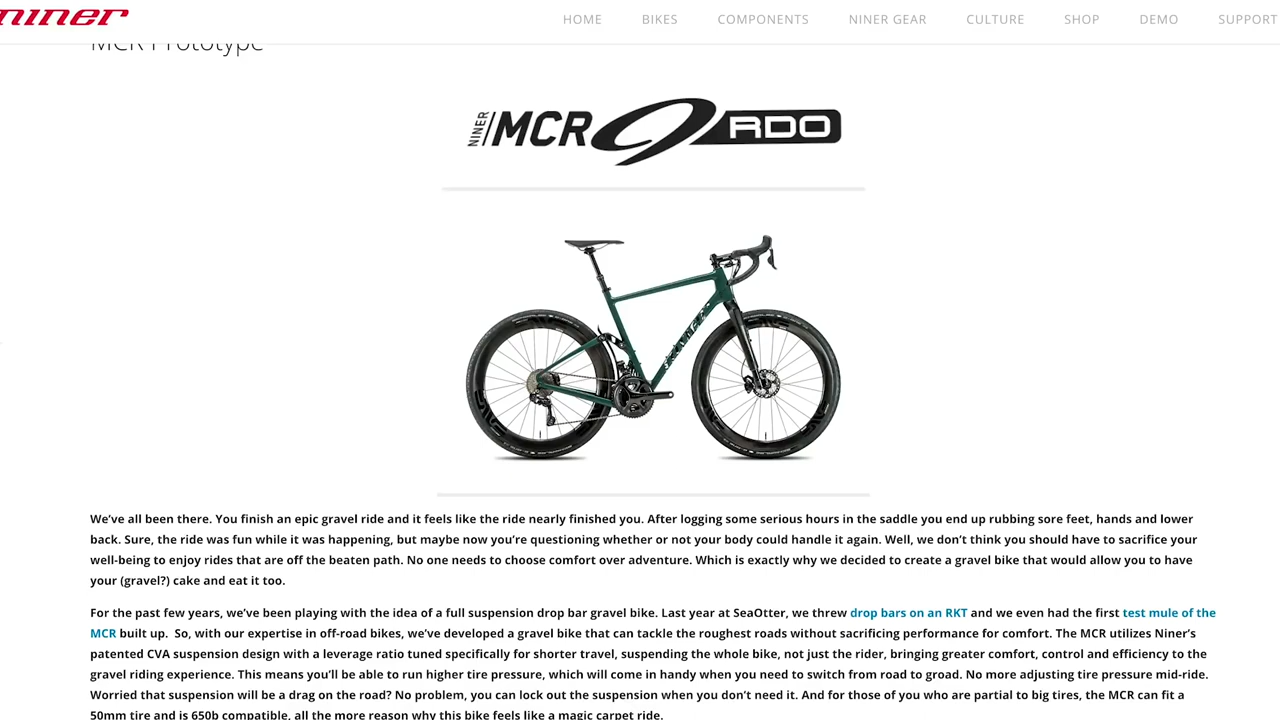 niner
HOME BIKES COMPONENTS NINER GEAR CULTURE SHOP DEMO SUPPORT
MCR Prototype
NINER MCR 9 RDO
NINER
We’ve all been there. You finish an epic gravel ride and it feels like the ride nearly finished you. After logging some serious hours in the saddle you end up rubbing sore feet, hands and lower
back. Sure, the ride was fun while it was happening, but maybe now you’re questioning whether or not your body could handle it again. Well, we don’t think you should have to sacrifice your
well-being to enjoy rides that are off the beaten path. No one needs to choose comfort over adventure. Which is exactly why we decided to create a gravel bike that would allow you to have
your (gravel?) cake and eat it too.
For the past few years, we’ve been playing with the idea of a full suspension drop bar gravel bike. Last year at SeaOtter, we threw drop bars on an RKT and we even had the first test mule of the
MCR built up. So, with our expertise in off-road bikes, we’ve developed a gravel bike that can tackle the roughest roads without sacrificing performance for comfort. The MCR utilizes Niner’s
patented CVA suspension design with a leverage ratio tuned specifically for shorter travel, suspending the whole bike, not just the rider, bringing greater comfort, control and efficiency to the
gravel riding experience. This means you’ll be able to run higher tire pressure, which will come in handy when you need to switch from road to groad. No more adjusting tire pressure mid-ride.
Worried that suspension will be a drag on the road? No problem, you can lock out the suspension when you don’t need it. And for those of you who are partial to big tires, the MCR can fit a
50mm tire and is 650b compatible, all the more reason why this bike feels like a magic carpet ride.